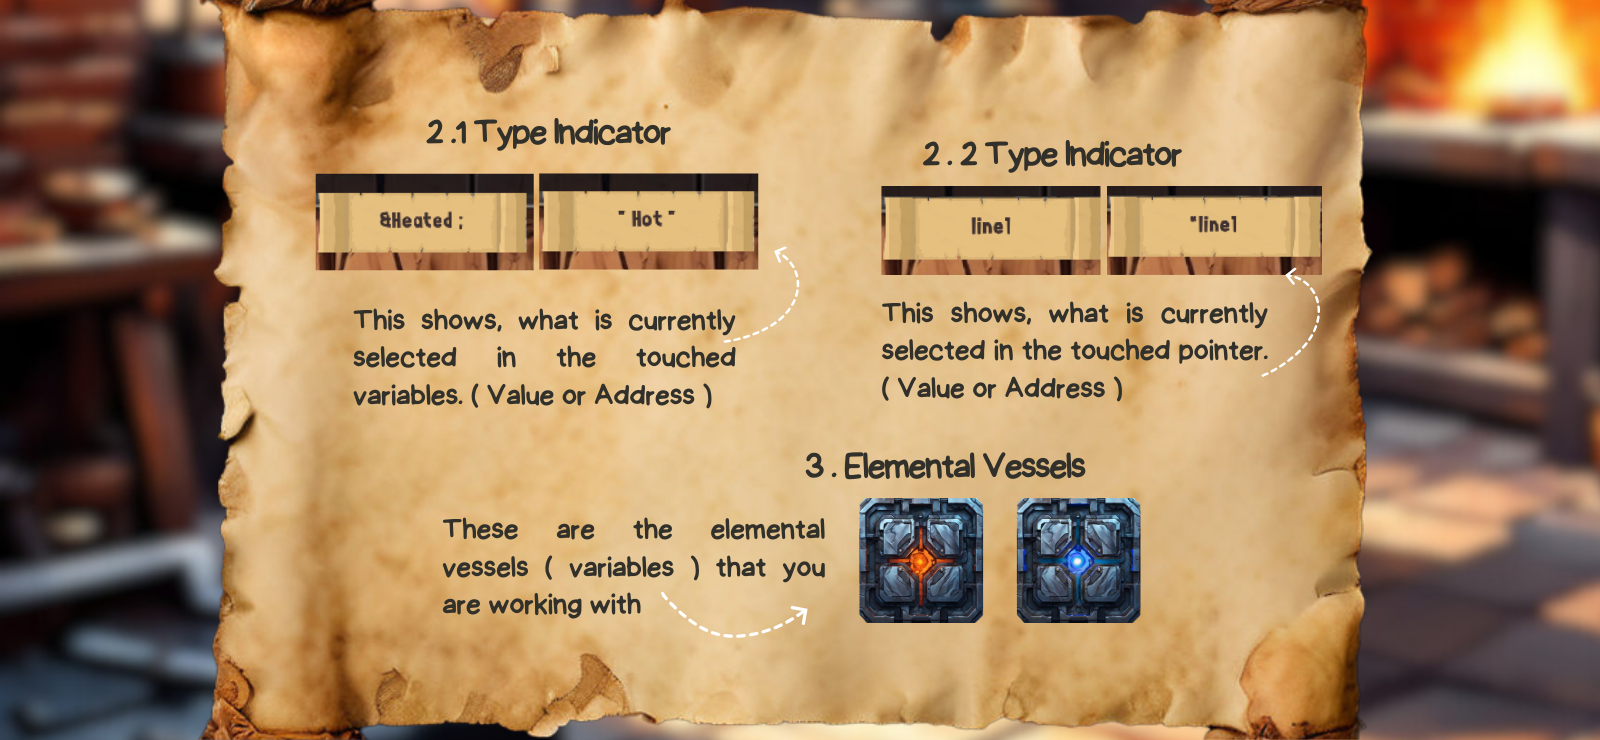 2.1 Type Indicator
&Heated ;
" Hot "
This shows, what is currently
selected in the touched
variables. ( Value or Address )
2.2 Type Indicator
line1
"line1
This shows, what is currently
selected in the touched pointer.
( Value or Address )
3. Elemental Vessels
These are the elemental
vessels ( variables ) that you
are working with